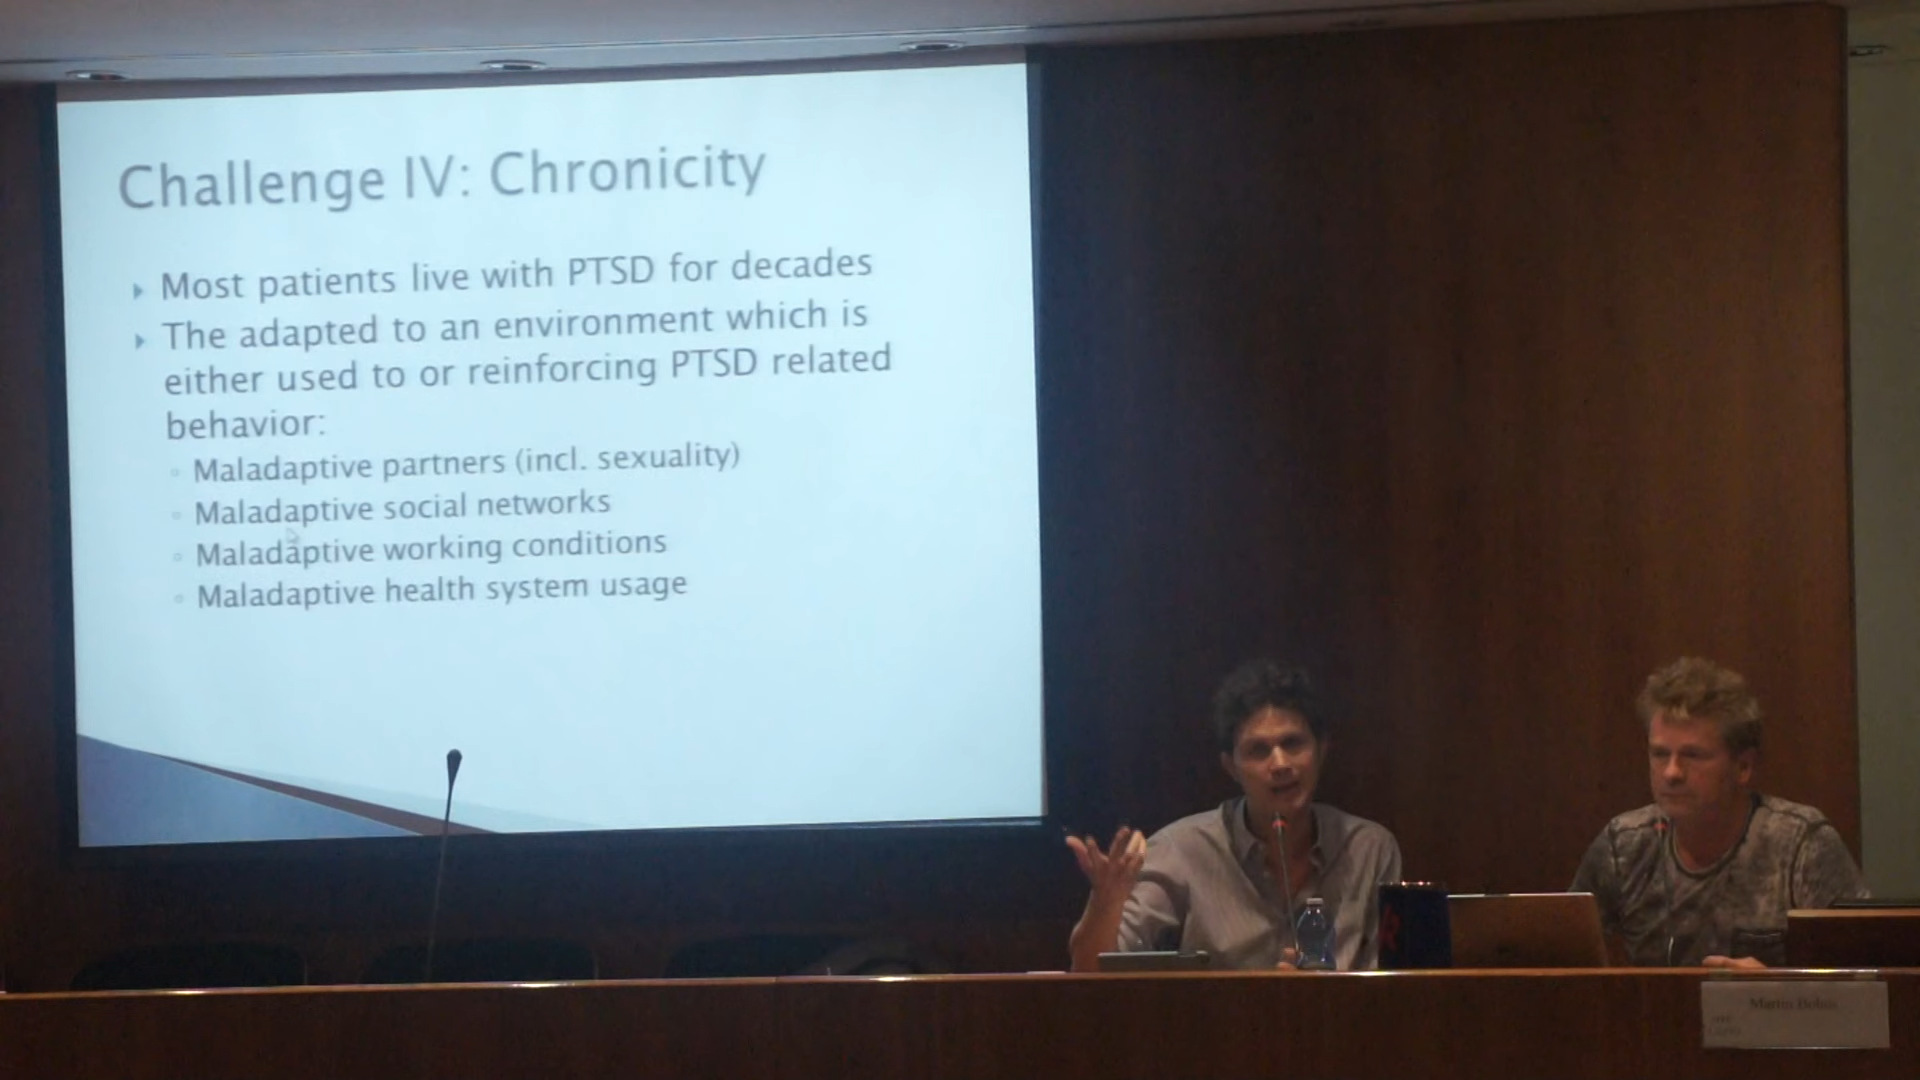 Challenge IV: Chronicity
Most patients live with PTSD for decades
The adapted to an environment which is
either used to or reinforcing PTSD related
behavior:
Maladaptive partners (incl. sexuality)
Maladaptive social networks
Maladaptive working conditions
Maladaptive health system usage
Martin